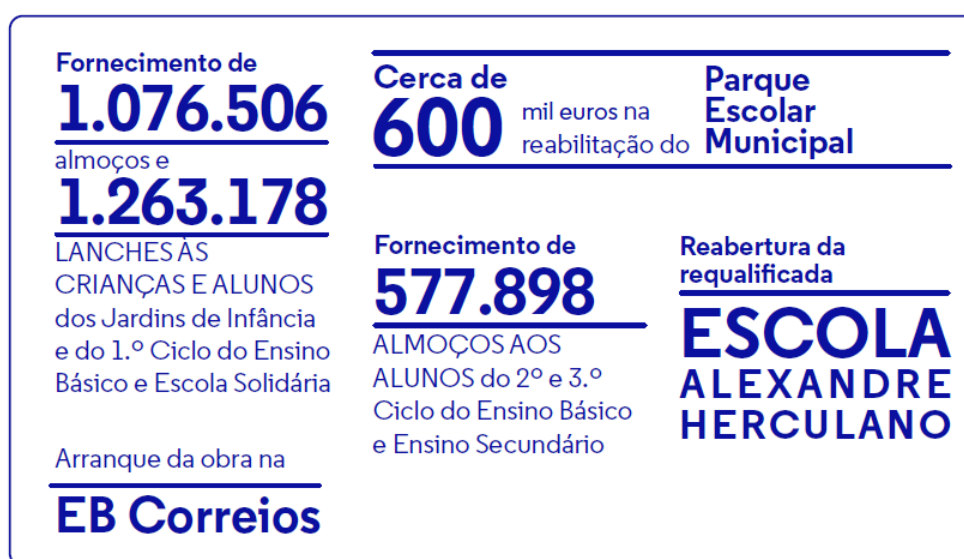 Fornecimento de
1.076.506
almoços e
1.263.178
LANCHES ÀS
CRIANÇAS E ALUNOS
dos Jardins de Infância
e do 1.º Ciclo do Ensino
Básico e Escola Solidária
Arranque da obra na
EB Correios
Cerca de
600 mil euros na
reabilitação do
Parque
Escolar
Municipal
Fornecimento de
577.898
ALMOÇOS AOS
ALUNOS do 2º e 3.º
Ciclo do Ensino Básico
e Ensino Secundário
Reabertura da
requalificada
ESCOLA
ALEXANDRE
HERCULANO